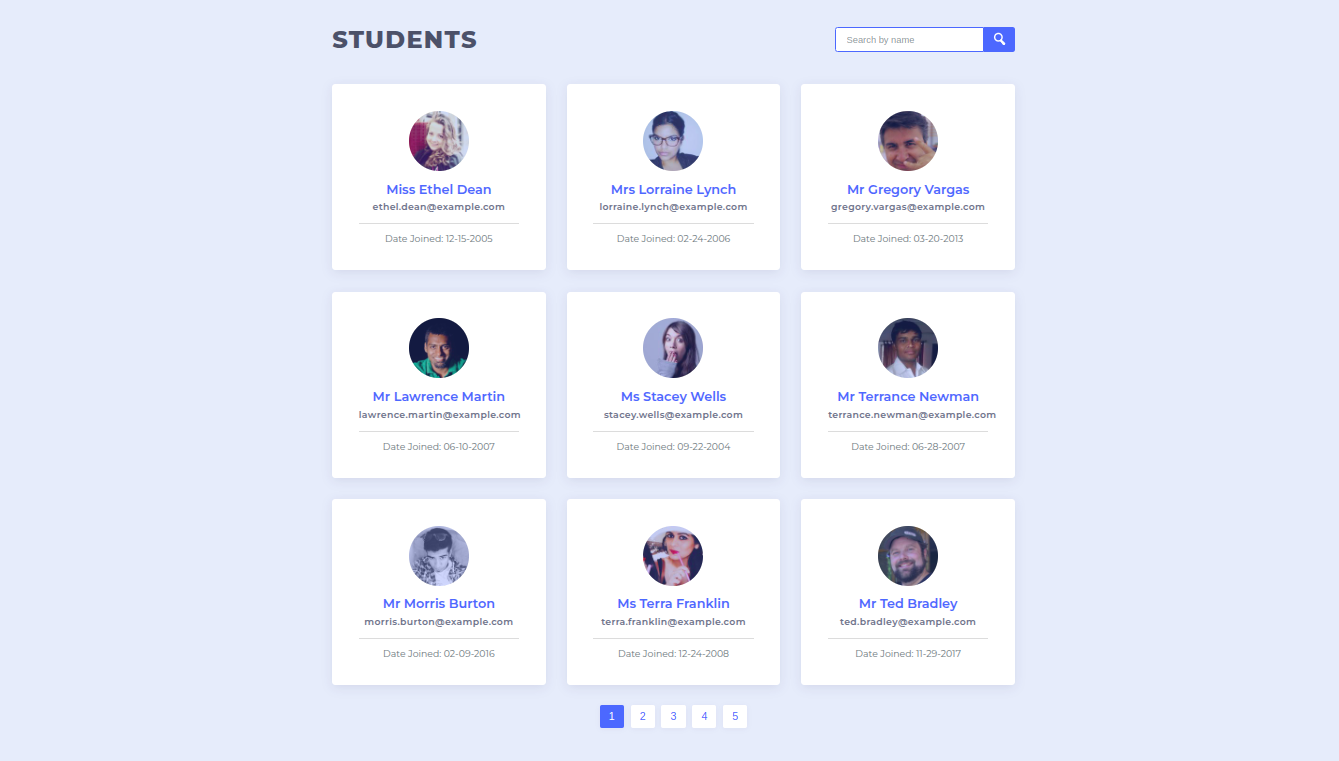 STUDENTS
Search by name
Miss Ethel Dean
ethel.dean@example.com
Date Joined: 12-15-2005
Mrs Lorraine Lynch
lorraine.lynch@example.com
Date Joined: 02-24-2006
Mr Gregory Vargas
gregory.vargas@example.com
Date Joined: 03-20-2013
Mr Lawrence Martin
lawrence.martin@example.com
Date Joined: 06-10-2007
Ms Stacey Wells
stacey.wells@example.com
Date Joined: 09-22-2004
Mr Terrance Newman
terrance.newman@example.com
Date Joined: 06-28-2007
Mr Morris Burton
morris.burton@example.com
Date Joined: 02-09-2016
Ms Terra Franklin
terra.franklin@example.com
Date Joined: 12-24-2008
Mr Ted Bradley
ted.bradley@example.com
Date Joined: 11-29-2017
1 2 3 4 5